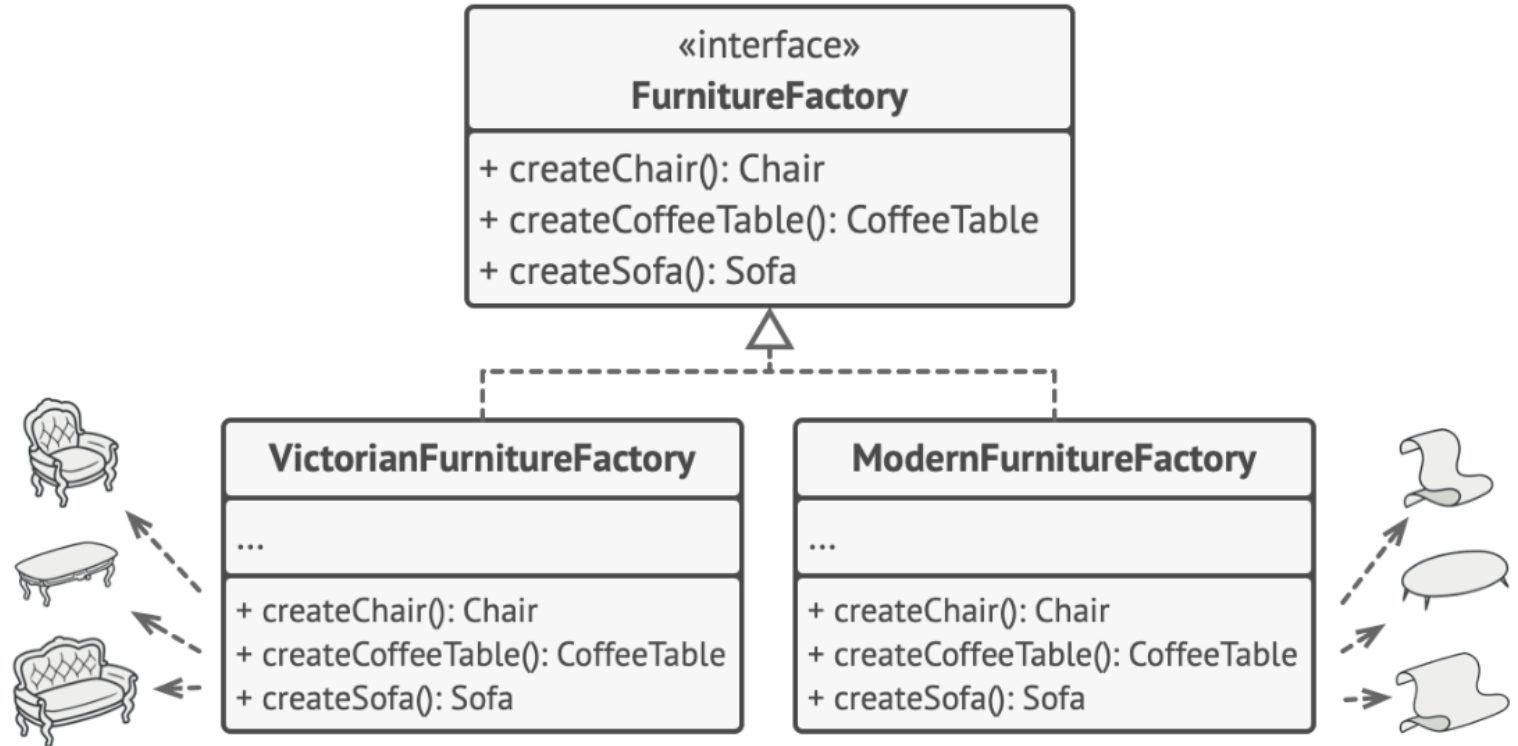 «interface»
FurnitureFactory
+ createChair(): Chair
+ createCoffeeTable(): CoffeeTable
+ createSofa(): Sofa
VictorianFurnitureFactory
...
+ createChair(): Chair
+ createCoffeeTable(): CoffeeTable
+ createSofa(): Sofa
ModernFurnitureFactory
...
+ createChair(): Chair
+ createCoffeeTable(): CoffeeTable
+ createSofa(): Sofa